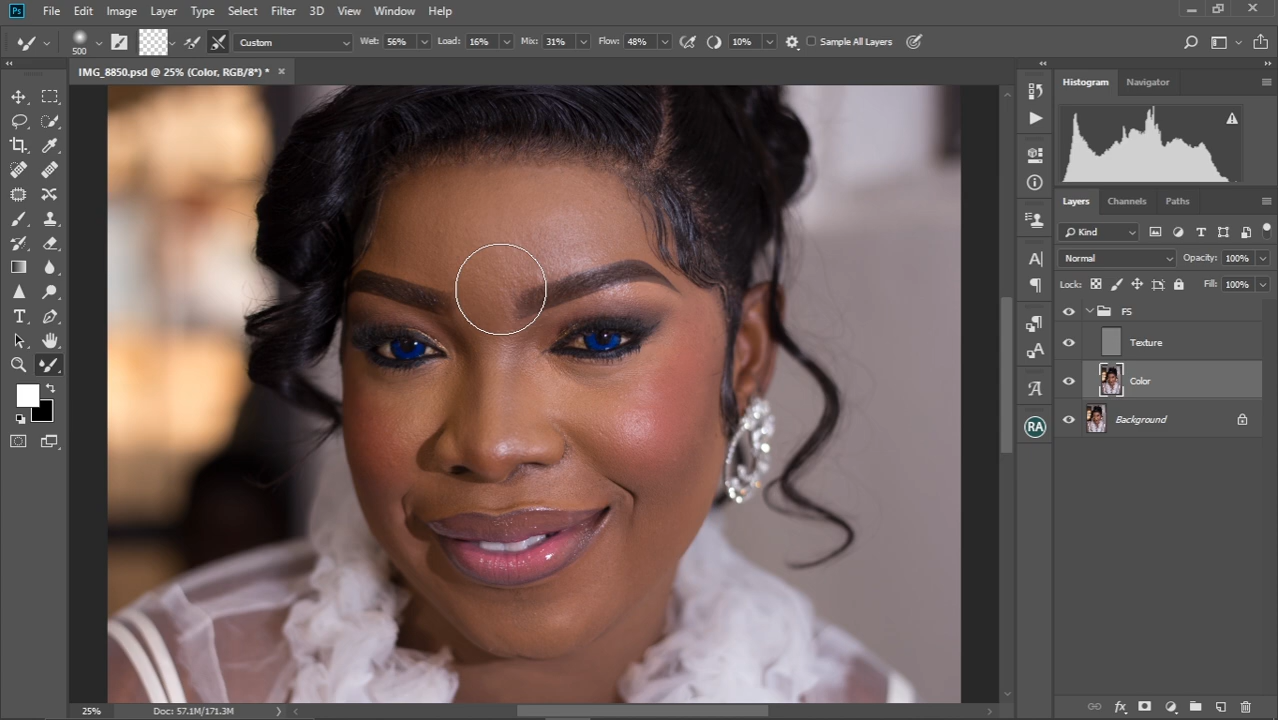 Ps File Edit Image Layer Type Select Filter 3D View Window Help
500 Custom Wet: 56% Load: 16% Mix: 31% Flow: 48% 10% Sample All Layers
IMG_8850.psd @ 25% (Color, RGB/8*) *
Histogram Navigator
Layers Channels Paths
Kind
Normal Opacity: 100%
Lock: Fill: 100%
FS
Texture
Color
Background
RA
25% Doc: 57.1M/171.3M